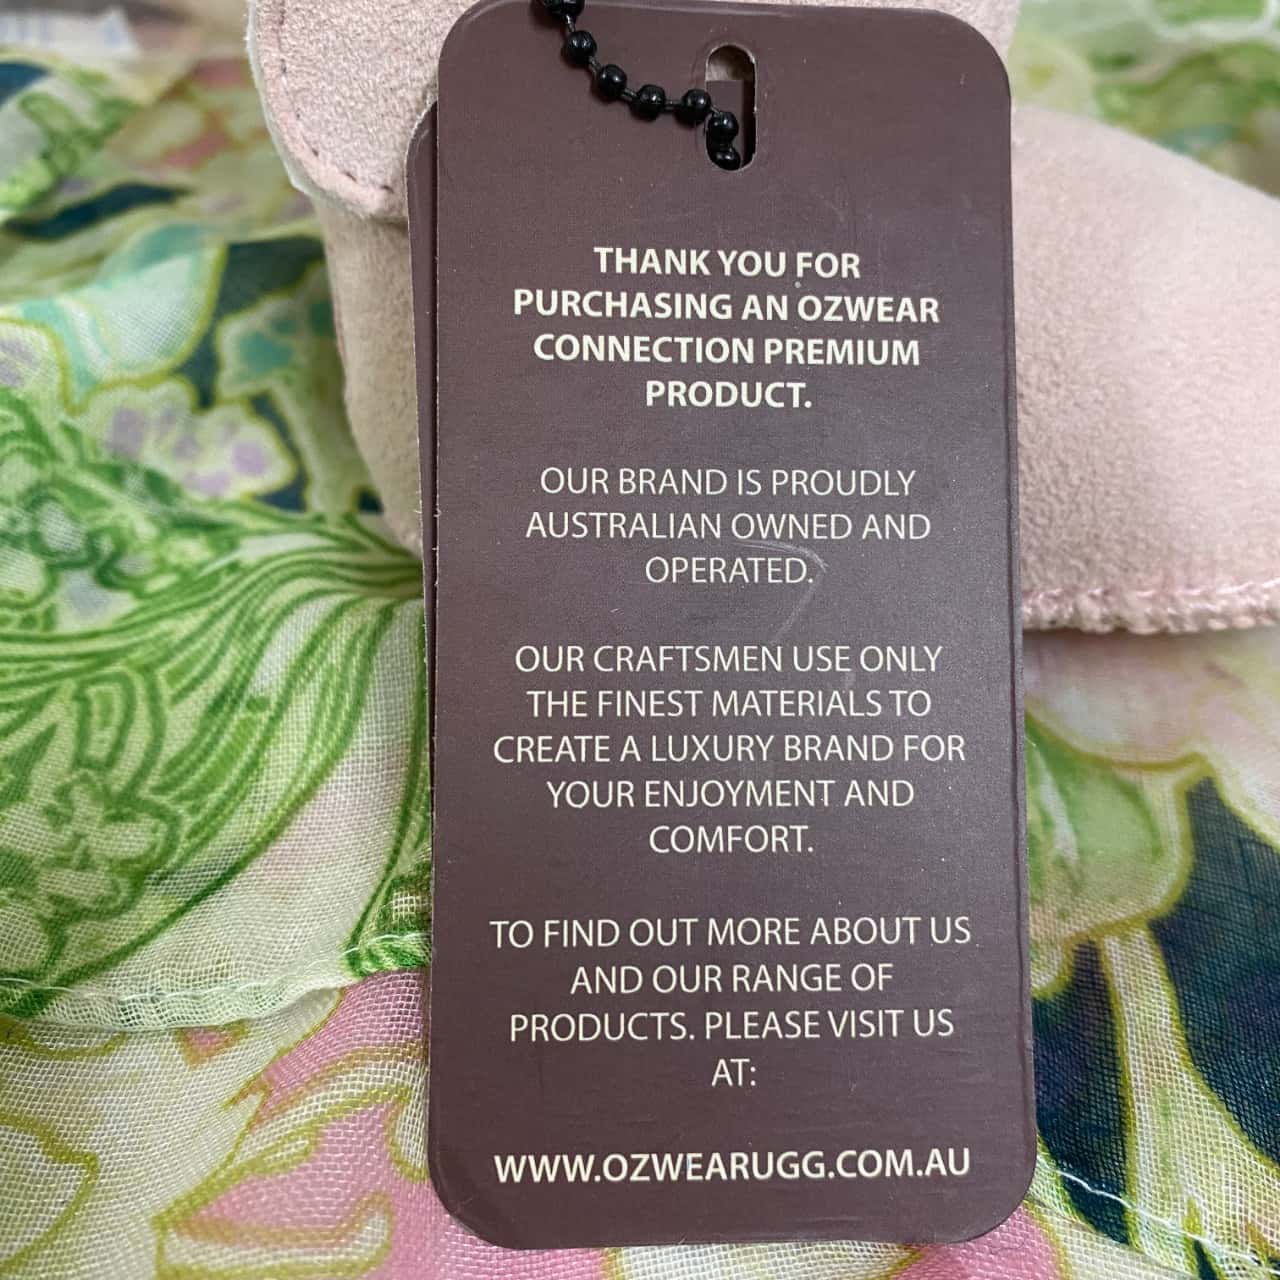 THANK YOU FOR
PURCHASING AN OZWEAR
CONNECTION PREMIUM
PRODUCT.
OUR BRAND IS PROUDLY
AUSTRALIAN OWNED AND
OPERATED.
OUR CRAFTSMEN USE ONLY
THE FINEST MATERIALS TO
CREATE A LUXURY BRAND FOR
YOUR ENJOYMENT AND
COMFORT.
TO FIND OUT MORE ABOUT US
AND OUR RANGE OF
PRODUCTS. PLEASE VISIT US
AT:
WWW.OZWEARUGG.COM.AU